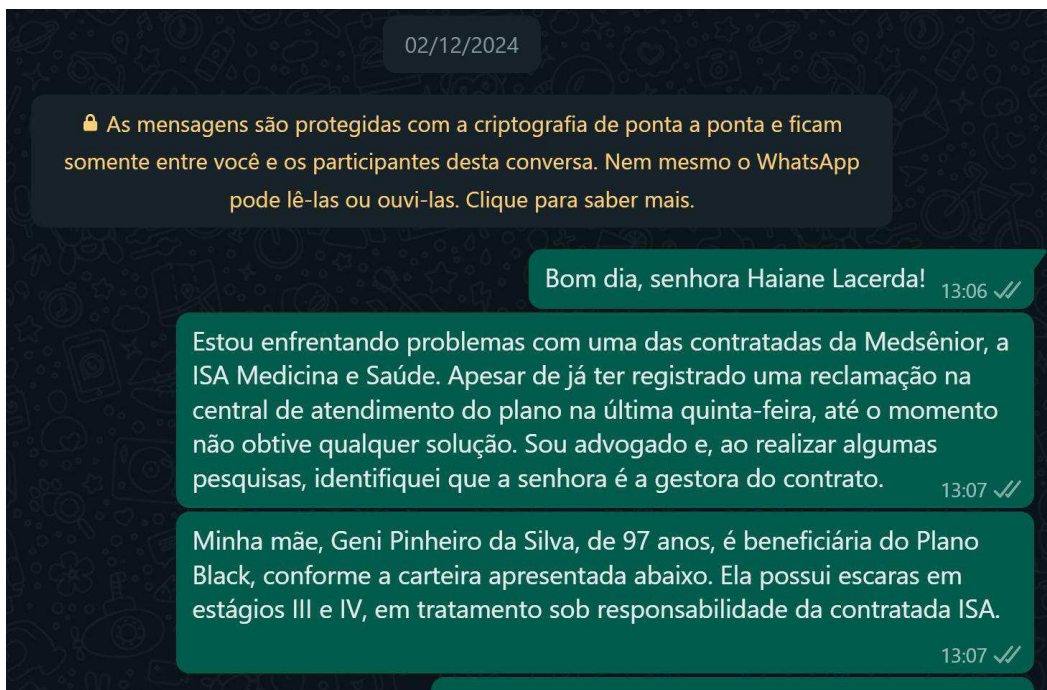 02/12/2024
As mensagens são protegidas com a criptografia de ponta a ponta e ficam
somente entre você e os participantes desta conversa. Nem mesmo o WhatsApp
pode lê-las ou ouvi-las. Clique para saber mais.
Bom dia, senhora Haiane Lacerda! 13:06
Estou enfrentando problemas com uma das contratadas da Medsênior, a
ISA Medicina e Saúde. Apesar de já ter registrado uma reclamação na
central de atendimento do plano na última quinta-feira, até o momento
não obtive qualquer solução. Sou advogado e, ao realizar algumas
pesquisas, identifiquei que a senhora é a gestora do contrato. 13:07
Minha mãe, Geni Pinheiro da Silva, de 97 anos, é beneficiária do Plano
Black, conforme a carteira apresentada abaixo. Ela possui escaras em
estágios III e IV, em tratamento sob responsabilidade da contratada ISA.
13:07